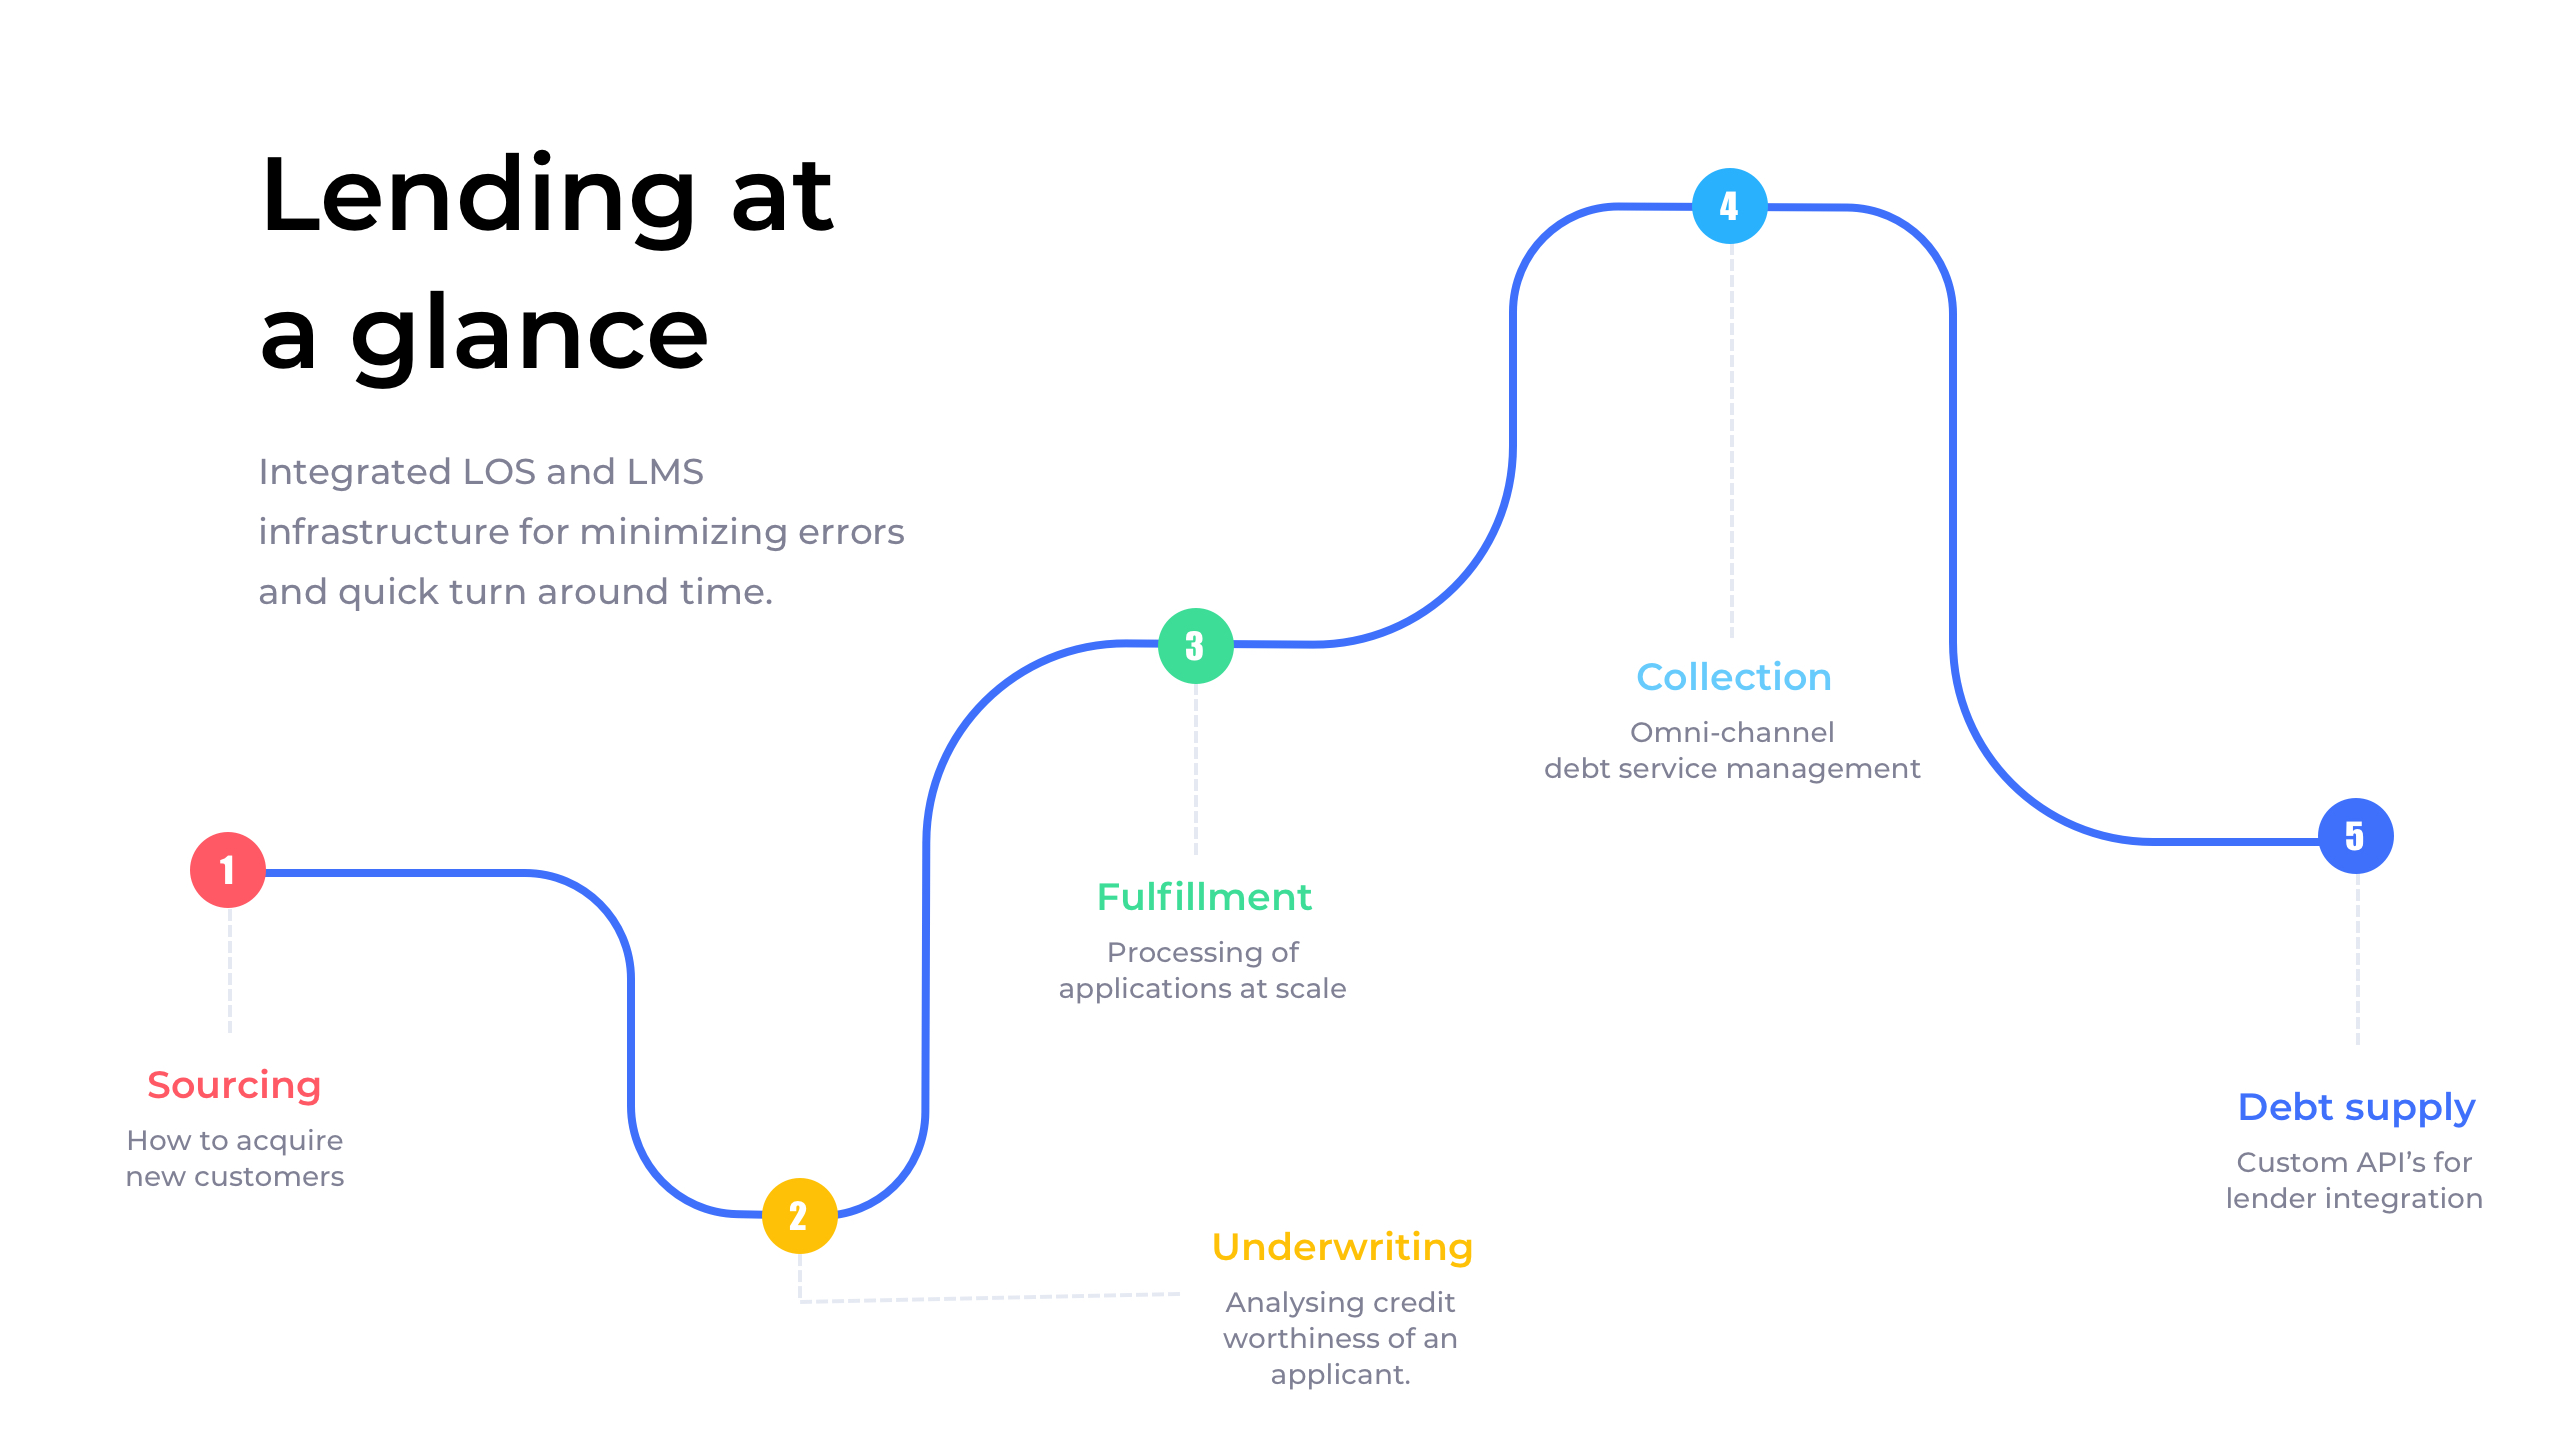 Lending at
a glance
Integrated LOS and LMS
infrastructure for minimizing errors
and quick turn around time.
1
Sourcing
How to acquire
new customers
2
Underwriting
Analysing credit
worthiness of an
applicant.
3
Fulfillment
Processing of
applications at scale
4
Collection
Omni-channel
debt service management
5
Debt supply
Custom API’s for
lender integration